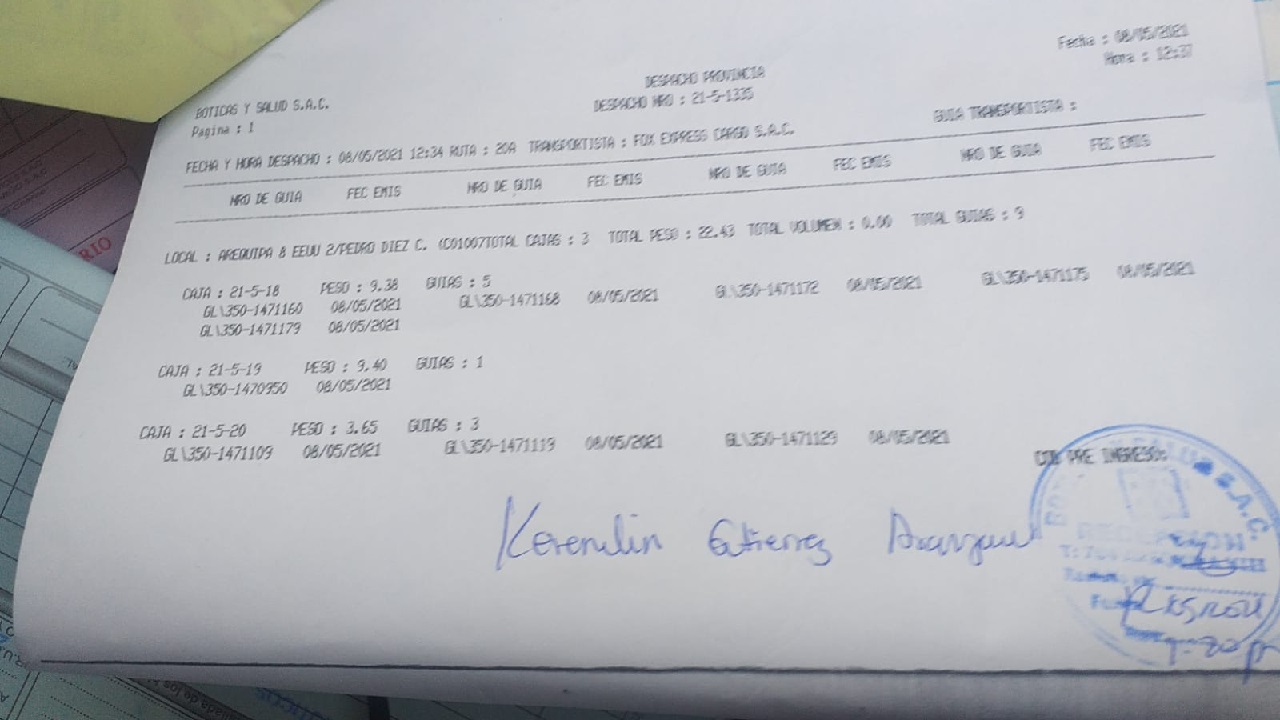 Fecha : 08/05/2021
Hora : 12:37
DESPACHO PROVINCIA
DESPACHO NRO : 21-5-1335
BOTICAS Y SALUD S.A.C.
Pagina : 1
GUIA TRANSPORTISTA :
FECHA Y HORA DESPACHO : 08/05/2021 12:34 RUTA : 20A TRANSPORTISTA : FOX EXPRESS CARGO S.A.C.
NRO DE GUIA FEC EMIS NRO DE GUIA FEC EMIS NRO DE GUIA FEC EMIS NRO DE GUIA FEC EMIS
LOCAL : AREQUIPA 8 EEUU 2/PEDRO DIEZ C. (C01007TOTAL CAJAS : 3 TOTAL PESO : 22.43 TOTAL VOLUMEN : 0.00 TOTAL GUIAS : 9
CAJA : 21-5-18 PESO : 9.38 GUIAS : 5
GL\350-1471160 08/05/2021 GL\350-1471168 08/05/2021 GL\350-1471172 08/05/2021 GL\350-1471175 08/05/2021
GL\350-1471179 08/05/2021
CAJA : 21-5-19 PESO : 9.40 GUIAS : 1
GL\350-1470950 08/05/2021
CAJA : 21-5-20 PESO : 3.65 GUIAS : 3
GL\350-1471109 08/05/2021 GL\350-1471119 08/05/2021 GL\350-1471129 08/05/2021
PRE INGRESO:
S.A.C.
RECEPCION